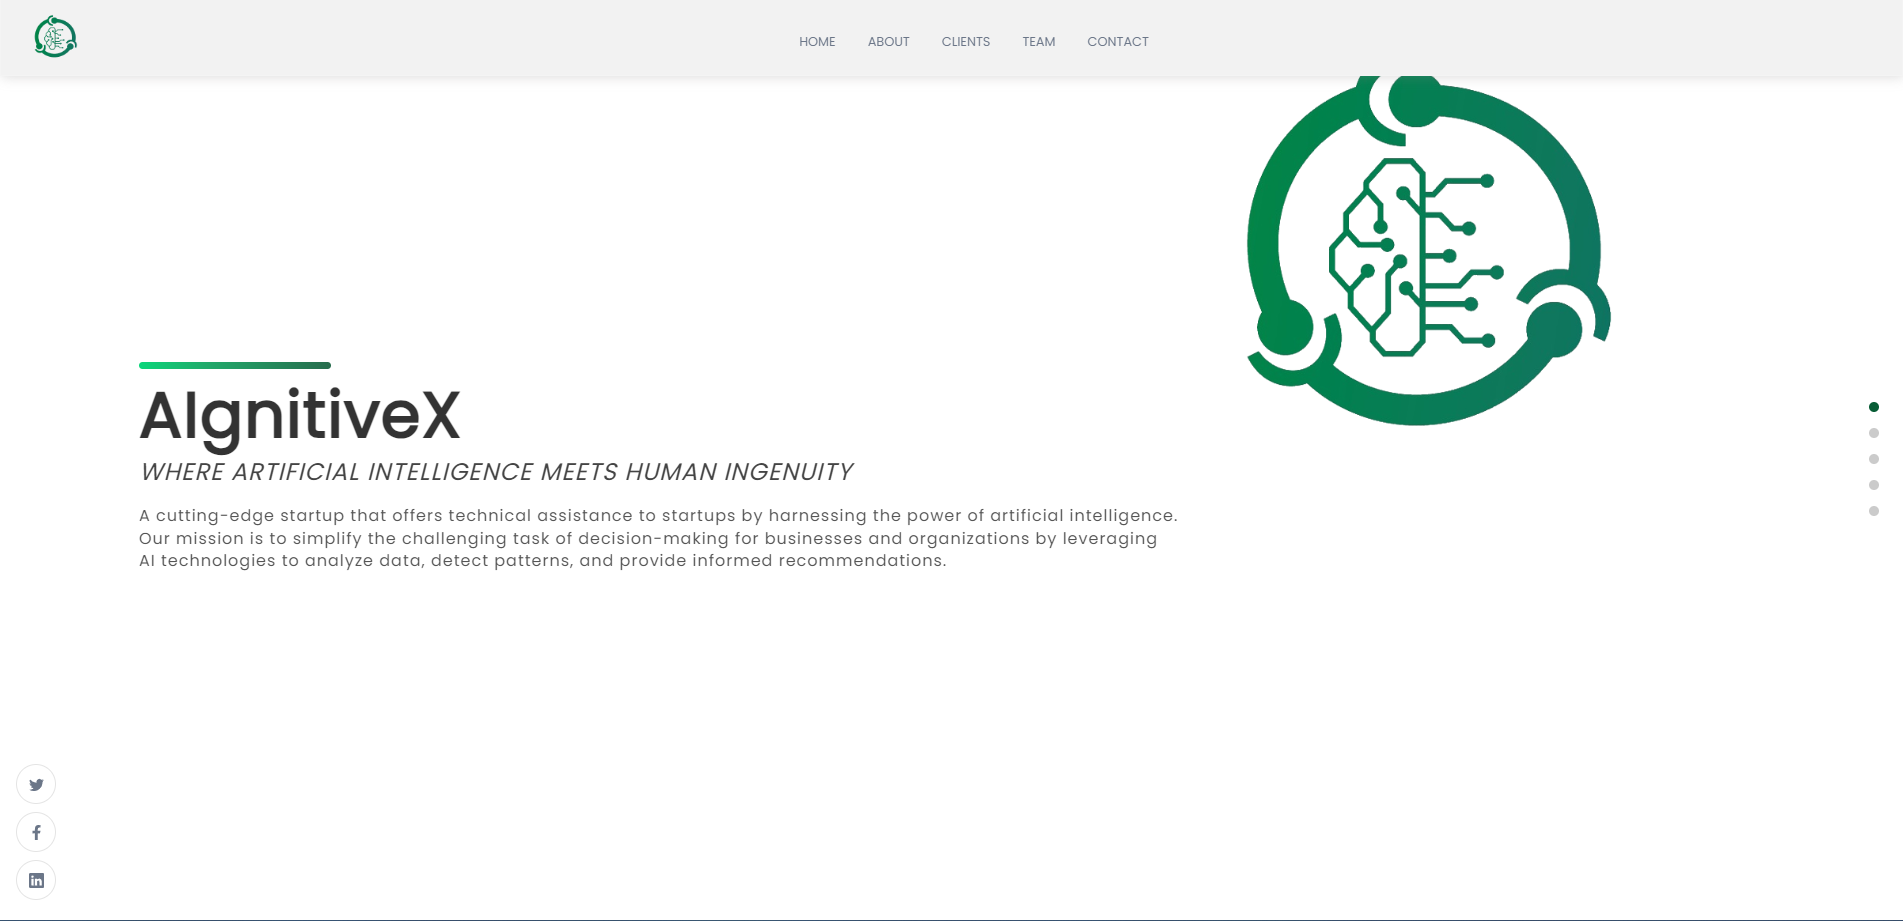 HOME ABOUT CLIENTS TEAM CONTACT
AIgnitiveX
WHERE ARTIFICIAL INTELLIGENCE MEETS HUMAN INGENUITY
A cutting-edge startup that offers technical assistance to startups by harnessing the power of artificial intelligence.
Our mission is to simplify the challenging task of decision-making for businesses and organizations by leveraging
AI technologies to analyze data, detect patterns, and provide informed recommendations.